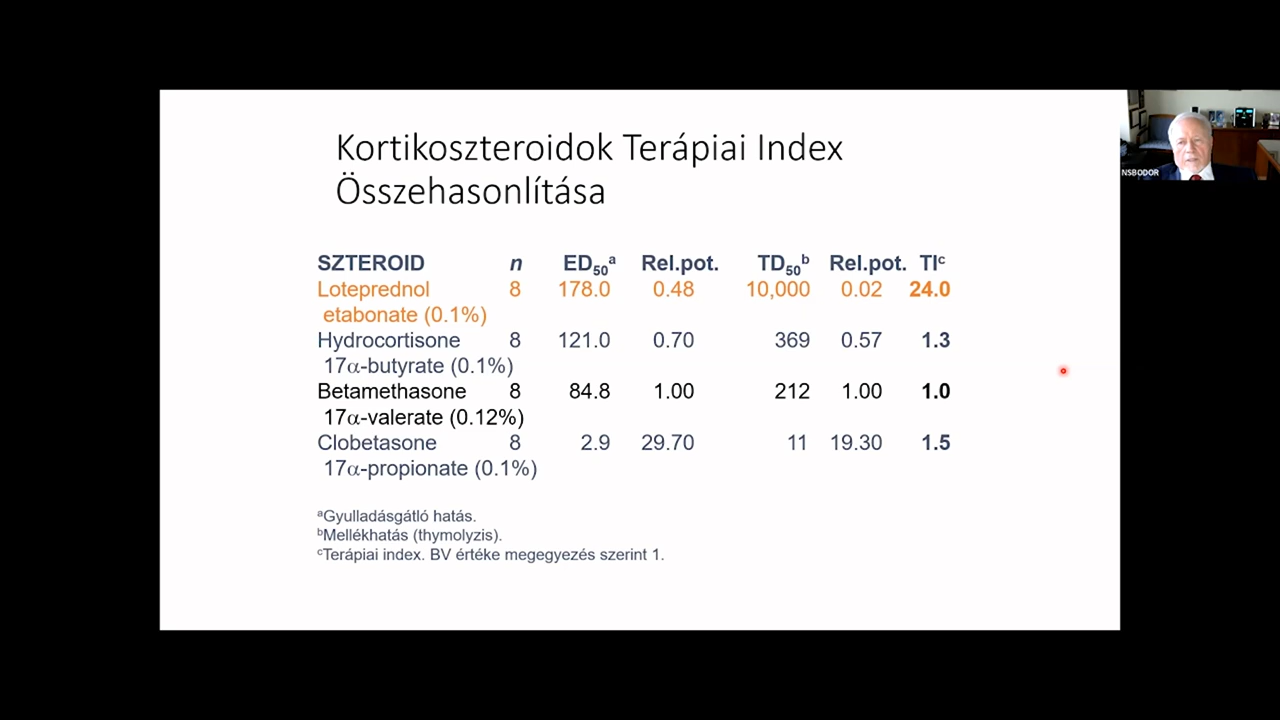 Kortikoszteroidok Terápiai Index
Összehasonlítása
NSBODOR
SZTEROID n ED₅₀ᵃ Rel.pot. TD₅₀ᵇ Rel.pot. TIᶜ
Loteprednol 8 178.0 0.48 10,000 0.02 24.0
etabonate (0.1%)
Hydrocortisone 8 121.0 0.70 369 0.57 1.3
17α-butyrate (0.1%)
Betamethasone 8 84.8 1.00 212 1.00 1.0
17α-valerate (0.12%)
Clobetasone 8 2.9 29.70 11 19.30 1.5
17α-propionate (0.1%)
ᵃGyulladásgátló hatás.
ᵇMellékhatás (thymolyzis).
ᶜTerápiai index. BV értéke megegyezés szerint 1.